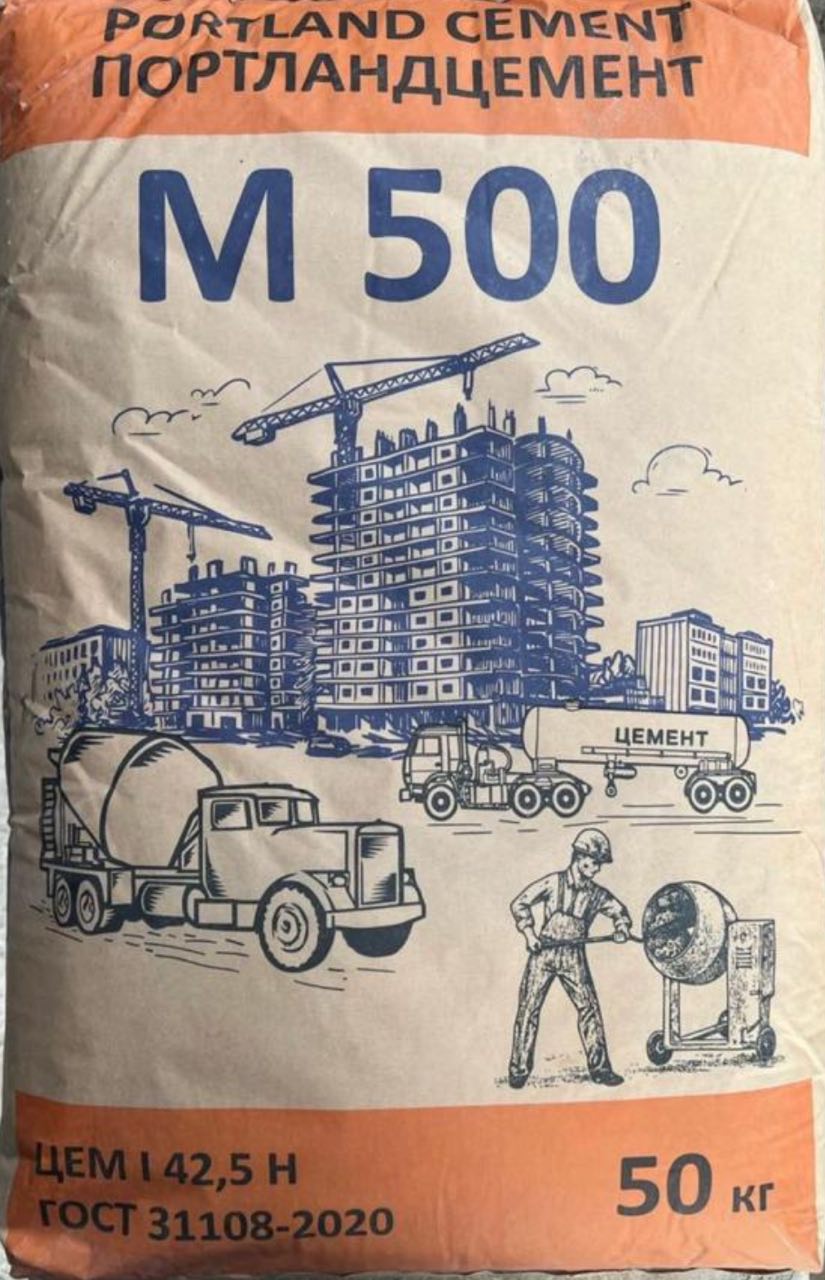 PORTLAND CEMENT
ПОРТЛАНДЦЕМЕНТ
М 500
ЦЕМЕНТ
ЦЕМ I 42,5 Н
ГОСТ 31108-2020
50 кг